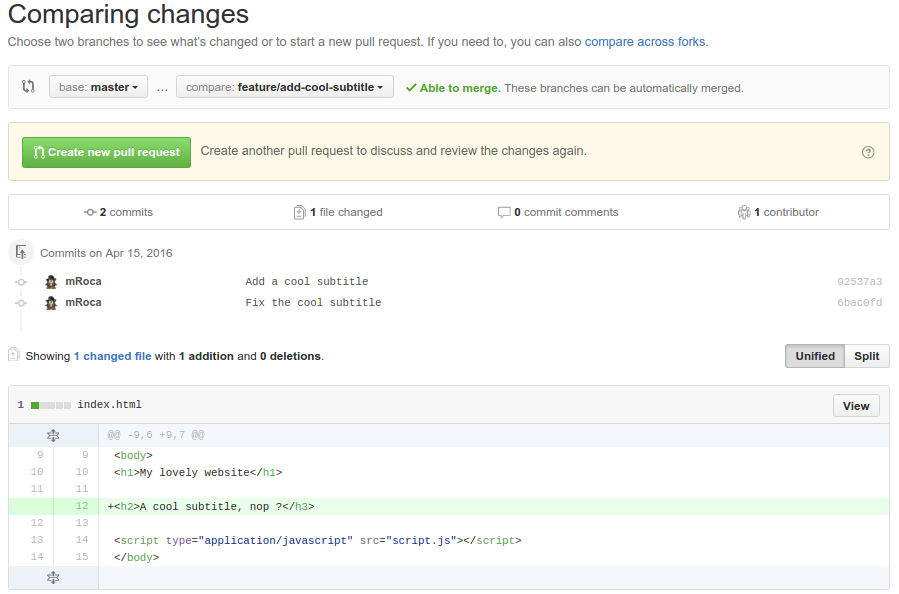 Comparing changes
Choose two branches to see what's changed or to start a new pull request. If you need to, you can also compare across forks.
base: master ... compare: feature/add-cool-subtitle Able to merge. These branches can be automatically merged.
Create new pull request Create another pull request to discuss and review the changes again. ?
2 commits 1 file changed 0 commit comments 1 contributor
Commits on Apr 15, 2016
mRoca Add a cool subtitle 92537a3
mRoca Fix the cool subtitle 6bac0fd
Showing 1 changed file with 1 addition and 0 deletions. Unified Split
1 index.html View
@@ -9,6 +9,7 @@
9 9 <body>
10 10 <h1>My lovely website</h1>
11 11
12 +<h2>A cool subtitle, nop ?</h3>
12 13
13 14 <script type="application/javascript" src="script.js"></script>
14 15 </body>